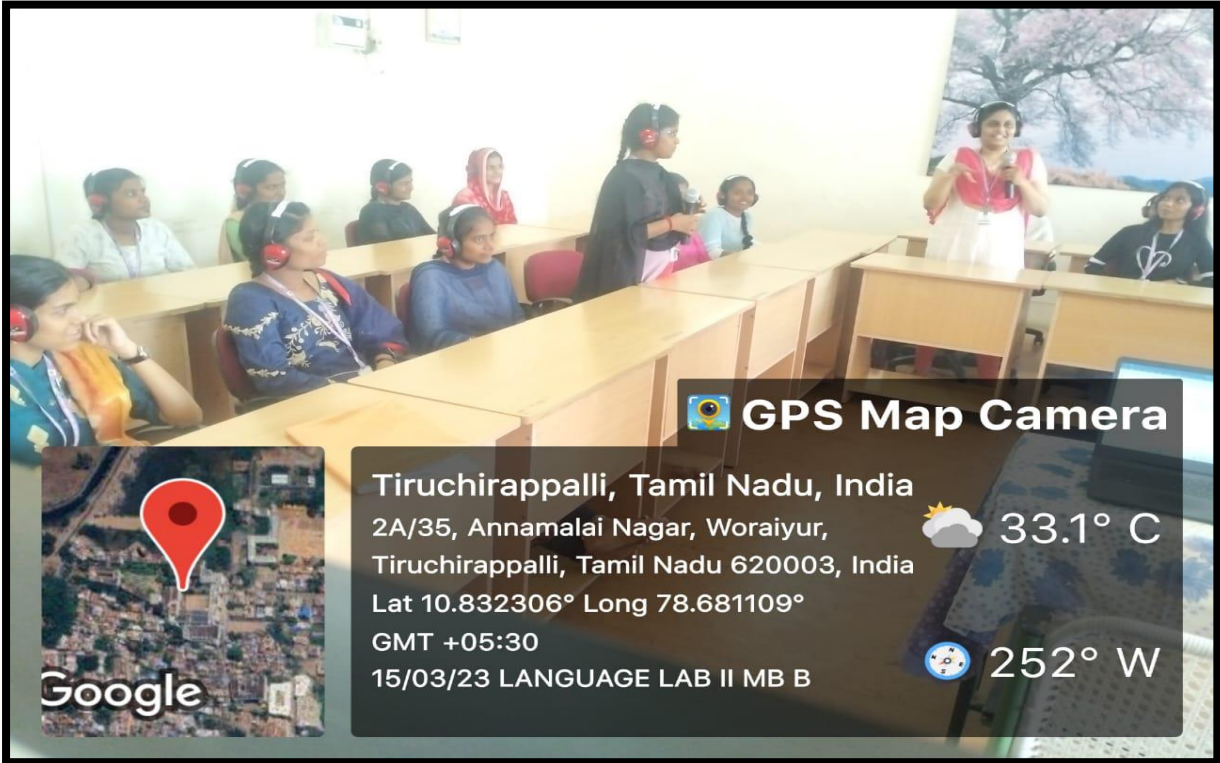 GPS Map Camera
Tiruchirappalli, Tamil Nadu, India
2A/35, Annamalai Nagar, Woraiyur,
Tiruchirappalli, Tamil Nadu 620003, India
Lat 10.832306° Long 78.681109°
GMT +05:30
15/03/23 LANGUAGE LAB II MB B
33.1° C
252° W
Google